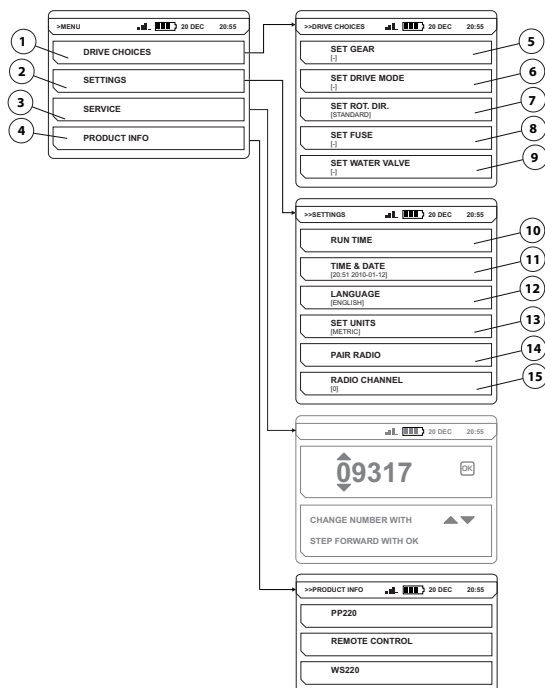 >MENU 20 DEC 20:55
1 DRIVE CHOICES
2 SETTINGS
3 SERVICE
4 PRODUCT INFO
>>DRIVE CHOICES 20 DEC 20:55
SET GEAR 5
[-]
SET DRIVE MODE 6
[-]
SET ROT. DIR. 7
[STANDARD]
SET FUSE 8
[-]
SET WATER VALVE 9
[-]
>>SETTINGS 20 DEC 20:55
RUN TIME 10
TIME & DATE 11
[20:51 2010-01-12]
LANGUAGE 12
[ENGLISH]
SET UNITS 13
[METRIC]
PAIR RADIO 14
RADIO CHANNEL 15
[0]
20 DEC 20:55
09317 OK
CHANGE NUMBER WITH
STEP FORWARD WITH OK
>>PRODUCT INFO 20 DEC 20:55
PP220
REMOTE CONTROL
WS220